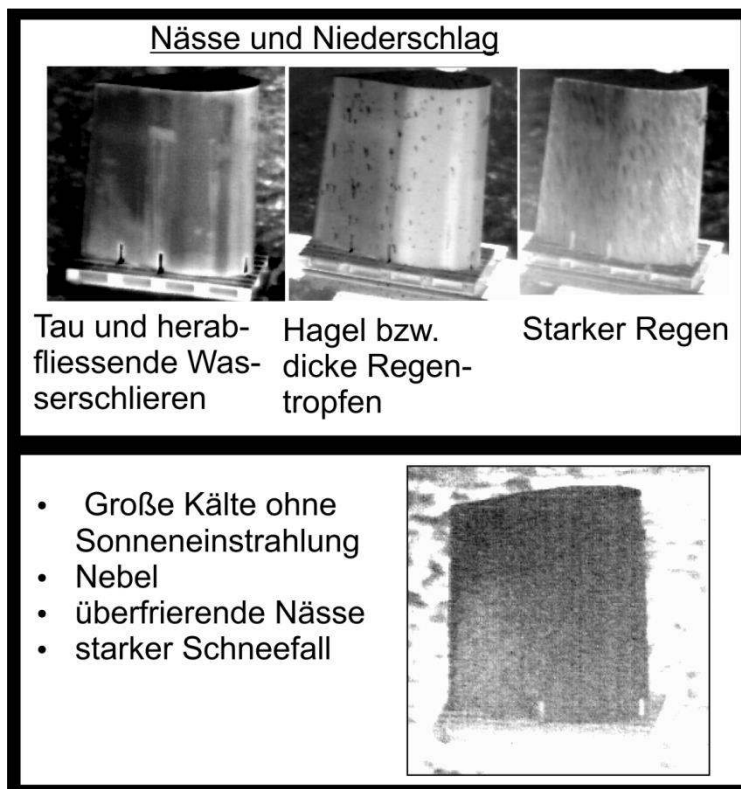 Nässe und Niederschlag
Tau und herab-
fliessende Was-
serschlieren
Hagel bzw.
dicke Regen-
tropfen
Starker Regen
• Große Kälte ohne
Sonneneinstrahlung
• Nebel
• überfrierende Nässe
• starker Schneefall